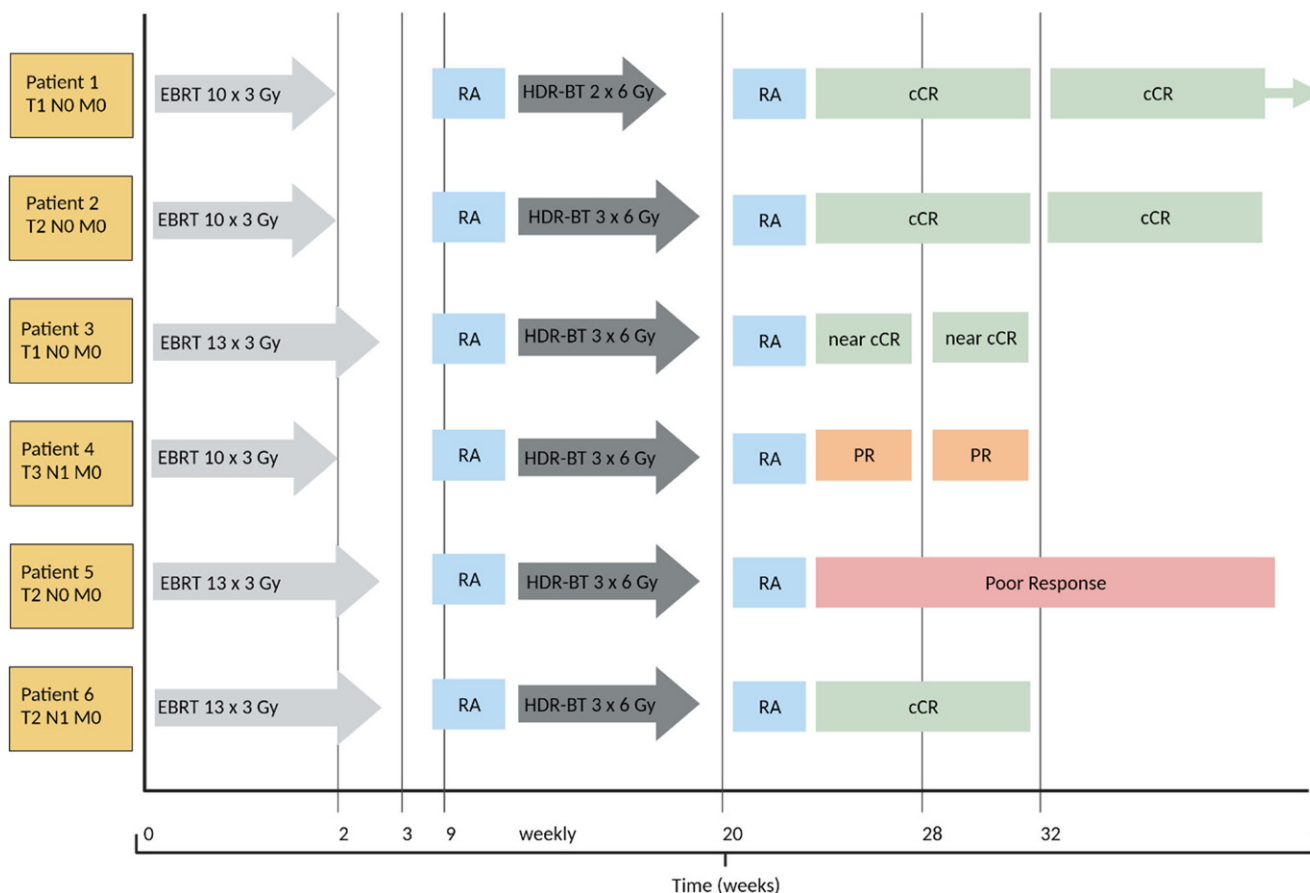 Patient 1
T1 N0 M0
EBRT 10 x 3 Gy
RA
HDR-BT 2 x 6 Gy
RA
cCR
cCR
Patient 2
T2 N0 M0
EBRT 10 x 3 Gy
RA
HDR-BT 3 x 6 Gy
RA
cCR
cCR
Patient 3
T1 N0 M0
EBRT 13 x 3 Gy
RA
HDR-BT 3 x 6 Gy
RA
near cCR
near cCR
Patient 4
T3 N1 M0
EBRT 10 x 3 Gy
RA
HDR-BT 3 x 6 Gy
RA
PR
PR
Patient 5
T2 N0 M0
EBRT 13 x 3 Gy
RA
HDR-BT 3 x 6 Gy
RA
Poor Response
Patient 6
T2 N1 M0
EBRT 13 x 3 Gy
RA
HDR-BT 3 x 6 Gy
RA
cCR
0 2 3 9 weekly 20 28 32
Time (weeks)